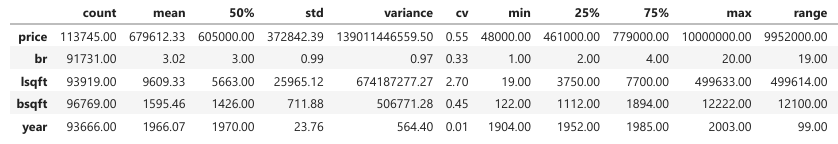 count mean 50% std variance cv min 25% 75% max range
price 113745.00 679612.33 605000.00 372842.39 139011446559.50 0.55 48000.00 461000.00 779000.00 10000000.00 9952000.00
br 91731.00 3.02 3.00 0.99 0.97 0.33 1.00 2.00 4.00 20.00 19.00
lsqft 93919.00 9609.33 5663.00 25965.12 674187277.27 2.70 19.00 3750.00 7700.00 499633.00 499614.00
bsqft 96769.00 1595.46 1426.00 711.88 506771.28 0.45 122.00 1112.00 1894.00 12222.00 12100.00
year 93666.00 1966.07 1970.00 23.76 564.40 0.01 1904.00 1952.00 1985.00 2003.00 99.00